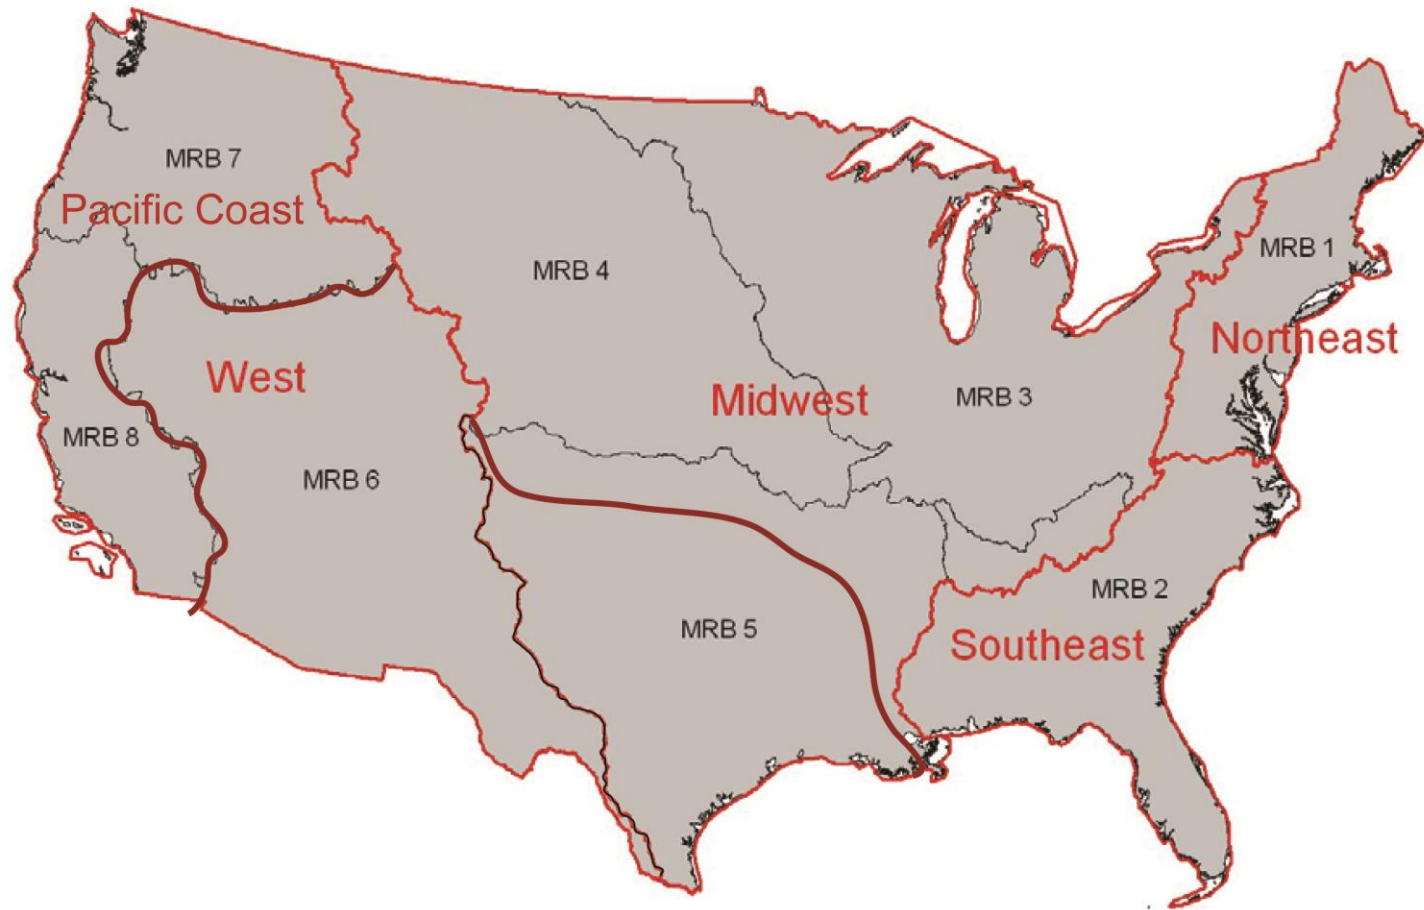 MRB 7
Pacific Coast
MRB 1
MRB 4
Northeast
West
Midwest
MRB 3
MRB 8
MRB 6
MRB 2
MRB 5
Southeast